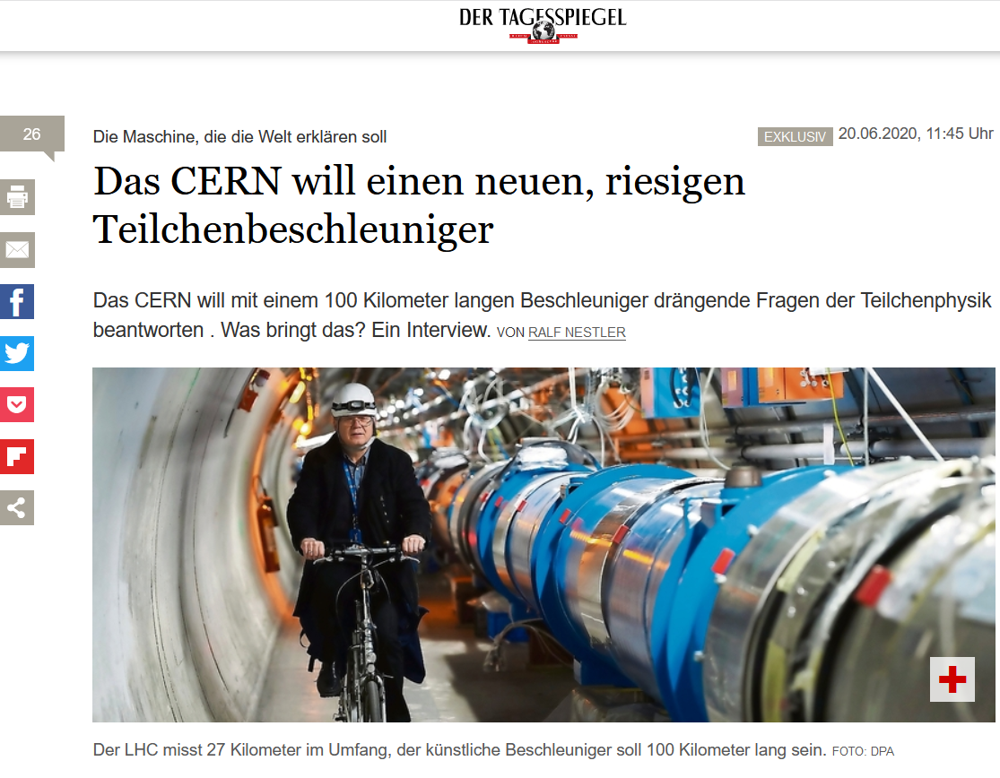 DER TAGESSPIEGEL
26
Die Maschine, die die Welt erklären soll
EXKLUSIV 20.06.2020, 11:45 Uhr
Das CERN will einen neuen, riesigen
Teilchenbeschleuniger
Das CERN will mit einem 100 Kilometer langen Beschleuniger drängende Fragen der Teilchenphysik
beantworten . Was bringt das? Ein Interview. VON RALF NESTLER
Der LHC misst 27 Kilometer im Umfang, der künstliche Beschleuniger soll 100 Kilometer lang sein. FOTO: DPA